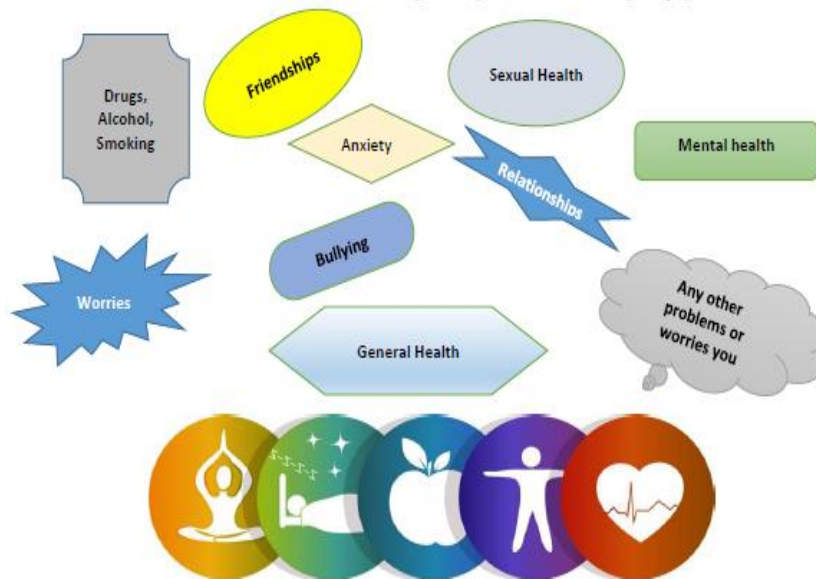 Friendships
Sexual Health
Drugs,
Alcohol,
Smoking
Anxiety
Mental health
Relationships
Bullying
Worries
Any other
problems or
worries you
General Health